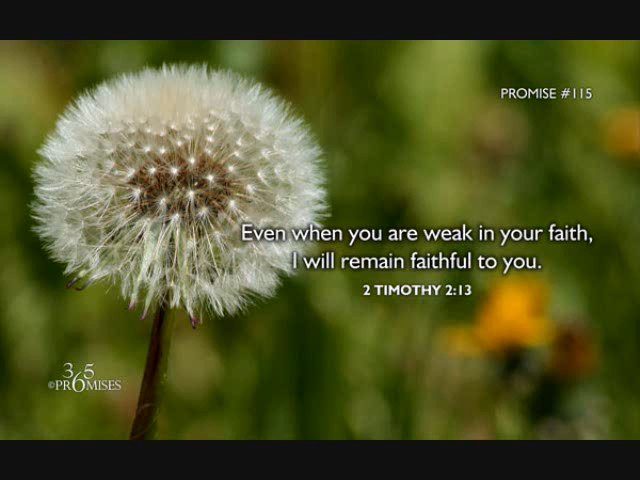 PROMISE #115
Even when you are weak in your faith,
I will remain faithful to you.
2 TIMOTHY 2:13
365
©PROMISES